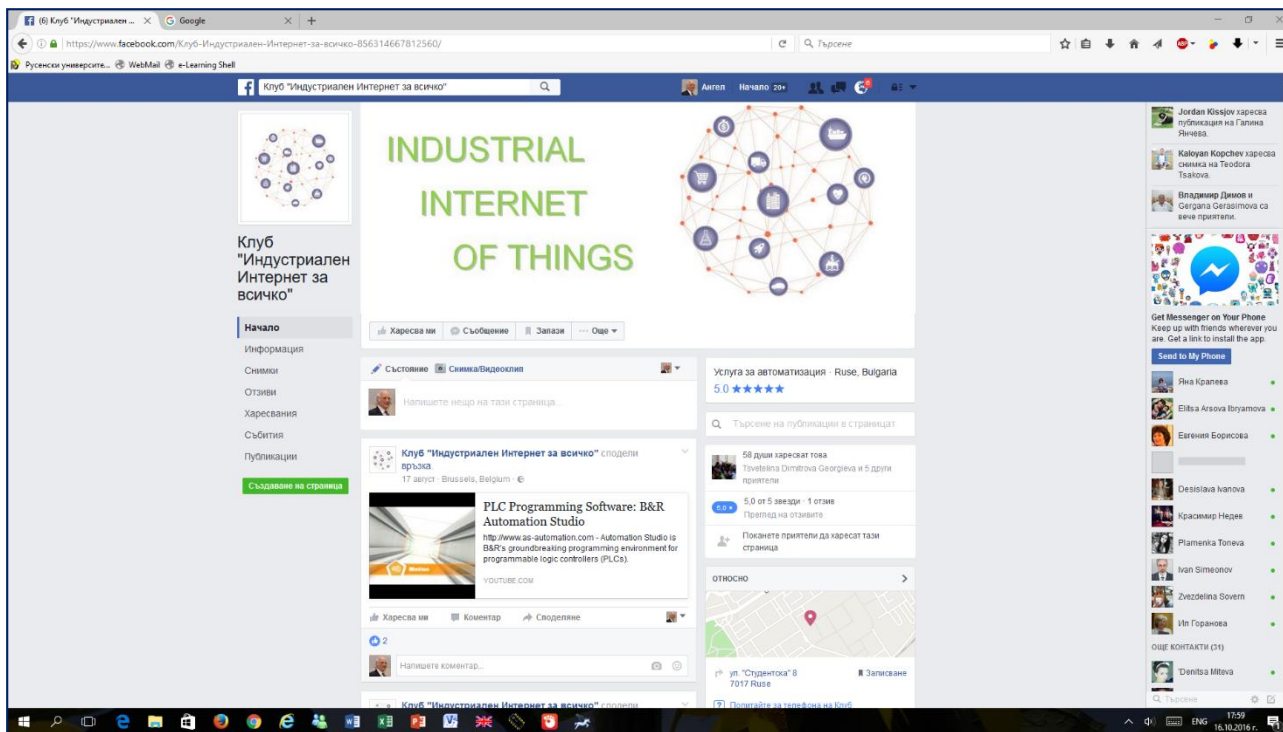 (6) Клуб "Индустриален ...
Google
https://www.facebook.com/Клуб-Индустриален-Интернет-за-всичко-856314667812560/
Търсене
Русенски университе...
WebMail
e-Learning Shell
Клуб "Индустриален Интернет за всичко"
Ангел
Начало 20+
INDUSTRIAL
INTERNET
OF THINGS
Клуб
"Индустриален
Интернет за
всичко"
Начало
Информация
Снимки
Отзиви
Харесвания
Събития
Публикации
Създаване на страница
Харесва ми
Съобщение
Запази
Още
Състояние
Снимка/Видеоклип
Напишете нещо на тази страница...
Клуб "Индустриален Интернет за всичко" сподели
връзка.
17 август · Brussels, Belgium ·
PLC Programming Software: B&R
Automation Studio
http://www.as-automation.com - Automation Studio is
B&R's groundbreaking programming environment for
programmable logic controllers (PLCs).
YOUTUBE.COM
Харесва ми
Коментар
Споделяне
2
Напишете коментар...
Клуб "Индустриален Интернет за всичко" сподели
Услуга за автоматизация · Ruse, Bulgaria
5.0 ★★★★★
Търсене на публикации в страницат
58 души харесват това
Tsvetelina Dimitrova Georgieva и 5 други
приятели
5,0 от 5 звезди · 1 отзив
Преглед на отзивите
Поканете приятели да харесат тази
страница
ОТНОСНО
ул. "Студентска" 8
7017 Ruse
Записване
Попитайте за телефона на Клуб
Jordan Kissjov харесва
публикация на Галина
Янчева.
Kaloyan Kopchev харесва
снимка на Teodora
Tsakova.
Владимир Димов и
Gergana Gerasimova са
вече приятели.
Get Messenger on Your Phone
Keep up with friends wherever you
are. Get a link to install the app.
Send to My Phone
Яна Крапева
Elitsa Arsova Ibryamova
Евгения Борисова
Desislava Ivanova
Красимир Недев
Plamenka Toneva
Ivan Simeonov
Zvezdelina Sovern
Ил Горанова
ОЩЕ КОНТАКТИ (31)
'Denitsa Miteva
Търсене
ENG
17:59
16.10.2016 г.